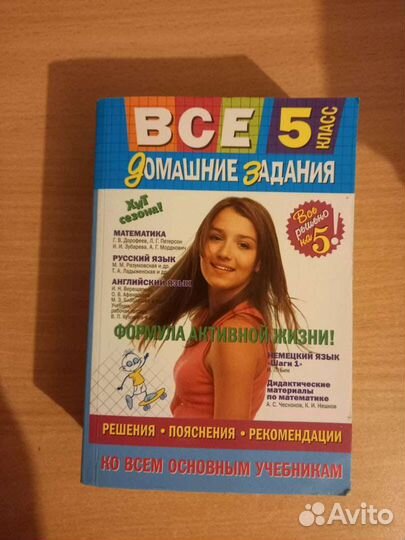 ВСЕ 5 КЛАСС
ДОМАШНИЕ ЗАДАНИЯ
Хит
сезона!
Все
решено
на
5!
МАТЕМАТИКА
Г. В. Дорофеев, Л. Г. Петерсон
И. И. Зубарева, А. Г. Мордкович
РУССКИЙ ЯЗЫК
М. М. Разумовская и др.
Т. А. Ладыженская и др.
АНГЛИЙСКИЙ ЯЗЫК
И. Н.
О. В.
М. З.
ФОРМУЛА АКТИВНОЙ ЖИЗНИ!
НЕМЕЦКИЙ ЯЗЫК
«Шаги 1»
И. Л. Бим
Дидактические
материалы
по математике
А. С. Чесноков, К. И. Нешков
РЕШЕНИЯ • ПОЯСНЕНИЯ • РЕКОМЕНДАЦИИ
КО ВСЕМ ОСНОВНЫМ УЧЕБНИКАМ
Avito